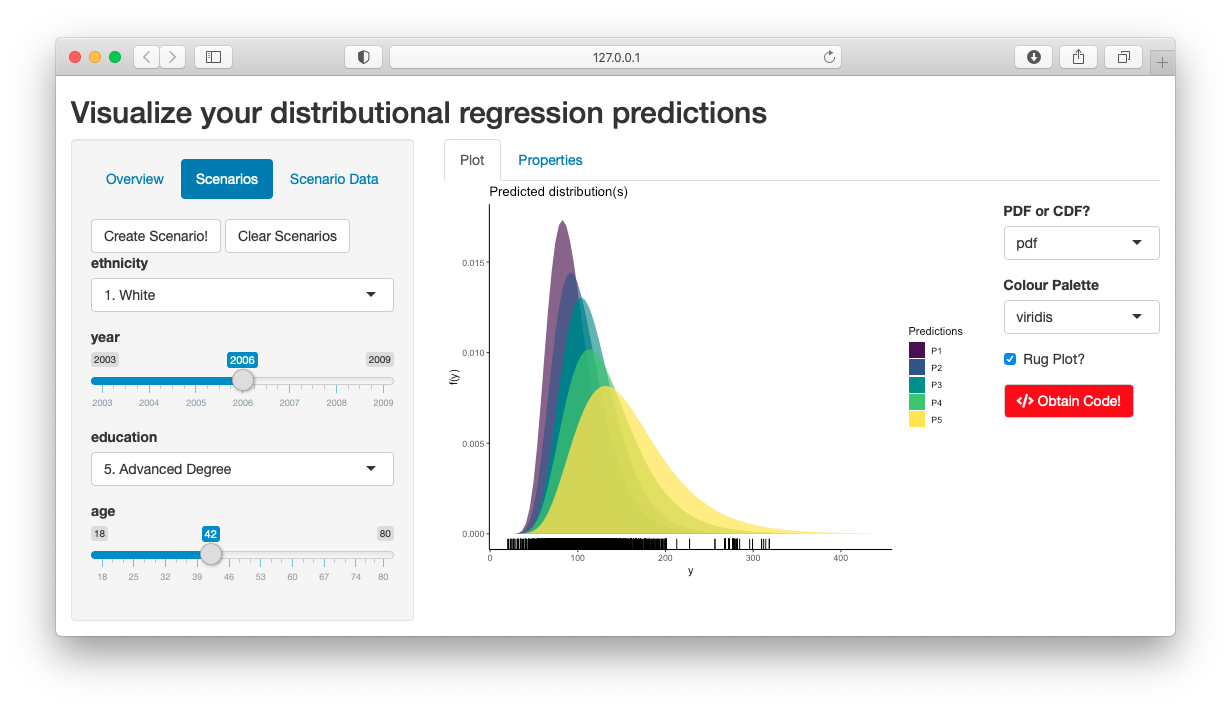 127.0.0.1
Visualize your distributional regression predictions
Overview Scenarios Scenario Data
Create Scenario! Clear Scenarios
ethnicity
1. White
year
2003 2006 2009
2003 2004 2005 2006 2007 2008 2009
education
5. Advanced Degree
age
18 42 80
18 25 32 39 46 53 60 67 74 80
Plot Properties
Predicted distribution(s)
f(y)
0.015
0.010
0.005
0.000
0 100 200 300 400
y
Predictions
P1
P2
P3
P4
P5
PDF or CDF?
pdf
Colour Palette
viridis
Rug Plot?
</> Obtain Code!